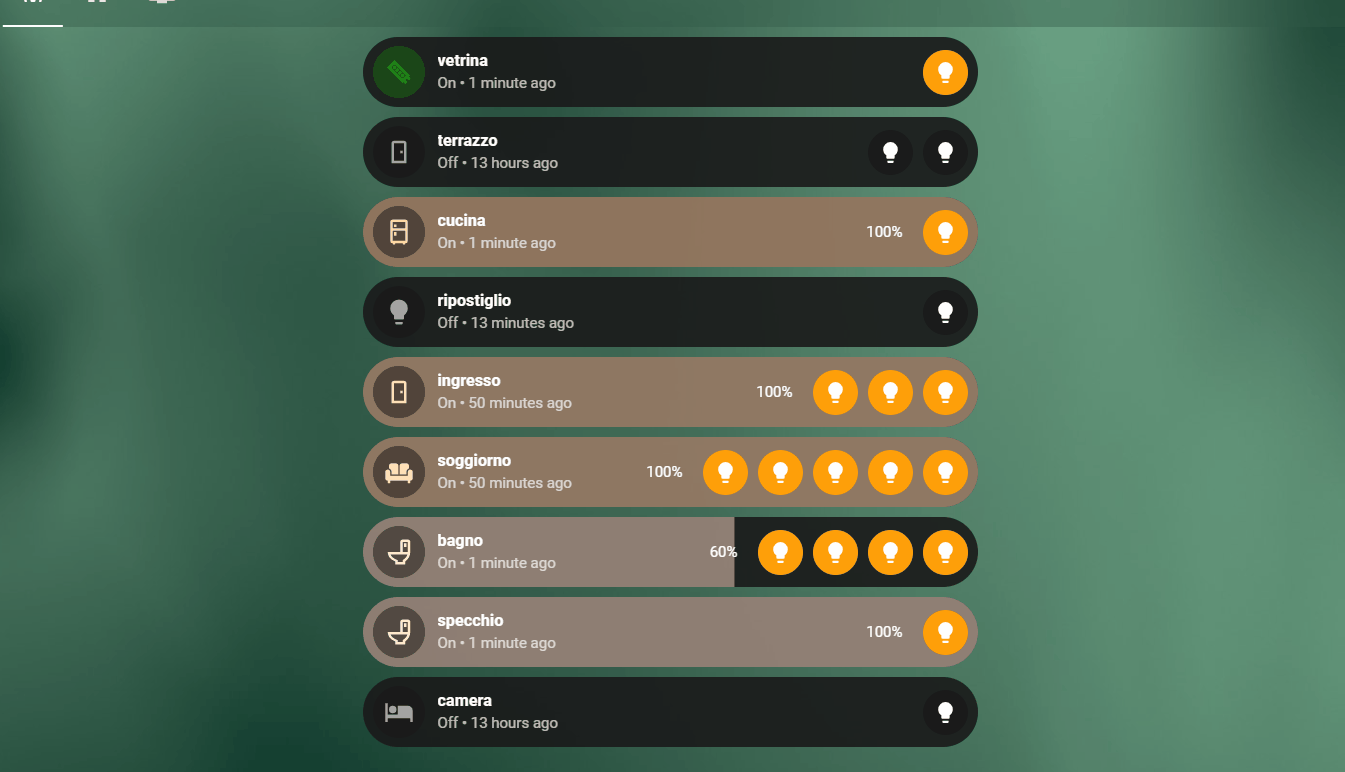 vetrina
On • 1 minute ago
terrazzo
Off • 13 hours ago
cucina
On • 1 minute ago
100%
ripostiglio
Off • 13 minutes ago
ingresso
On • 50 minutes ago
100%
soggiorno
On • 50 minutes ago
100%
bagno
On • 1 minute ago
60%
specchio
On • 1 minute ago
100%
camera
Off • 13 hours ago